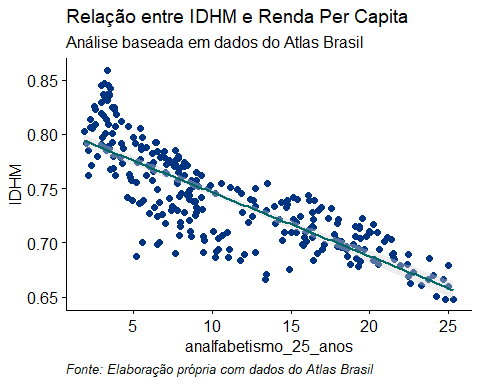 Relação entre IDHM e Renda Per Capita
Análise baseada em dados do Atlas Brasil
0.85
0.80
0.75
0.70
0.65
IDHM
5 10 15 20 25
analfabetismo_25_anos
Fonte: Elaboração própria com dados do Atlas Brasil